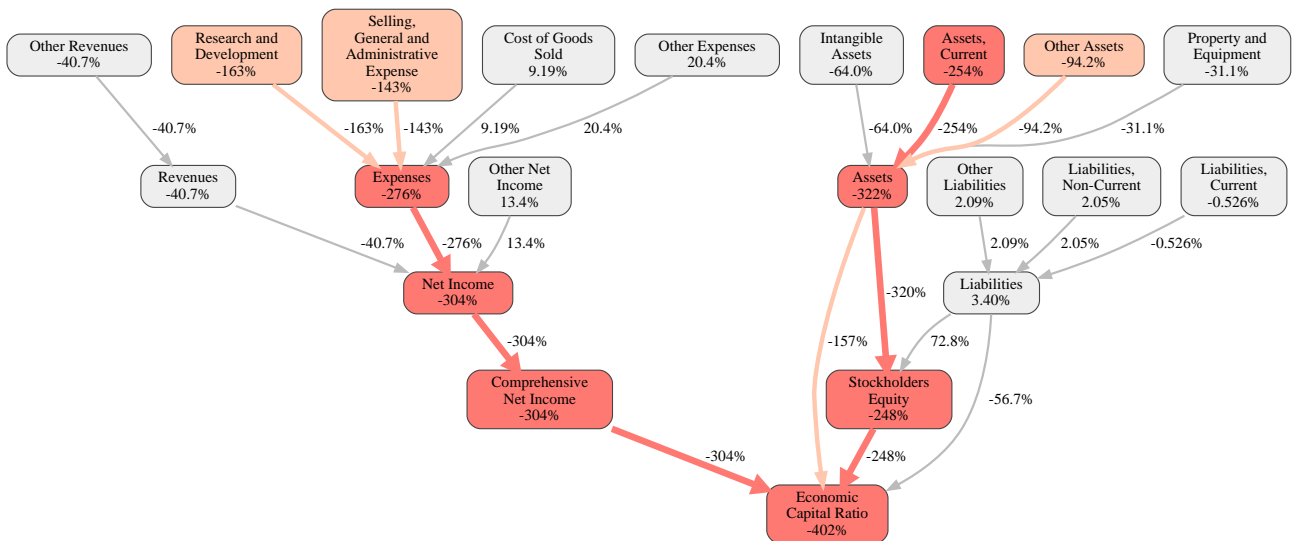 Other Revenues
-40.7%
Research and
Development
-163%
Selling,
General and
Administrative
Expense
-143%
Cost of Goods
Sold
9.19%
Other Expenses
20.4%
Intangible
Assets
-64.0%
Assets,
Current
-254%
Other Assets
-94.2%
Property and
Equipment
-31.1%
-40.7%
-163%
-143%
9.19%
20.4%
-64.0%
-254%
-94.2%
-31.1%
Revenues
-40.7%
Expenses
-276%
Other Net
Income
13.4%
Assets
-322%
Other
Liabilities
2.09%
Liabilities,
Non-Current
2.05%
Liabilities,
Current
-0.526%
-40.7%
-276%
13.4%
-320%
2.09%
2.05%
-0.526%
Net Income
-304%
Liabilities
3.40%
-304%
-157%
72.8%
-56.7%
Comprehensive
Net Income
-304%
Stockholders
Equity
-248%
-304%
-248%
Economic
Capital Ratio
-402%